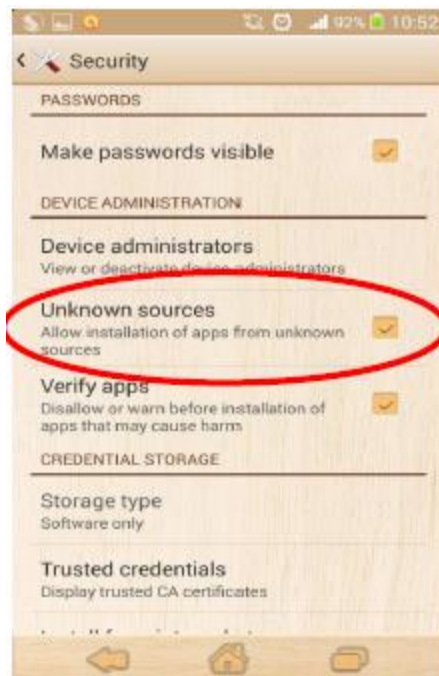 92% 10:52
Security
PASSWORDS
Make passwords visible
DEVICE ADMINISTRATION
Device administrators
View or deactivate device administrators
Unknown sources
Allow installation of apps from unknown
sources
Verify apps
Disallow or warn before installation of
apps that may cause harm
CREDENTIAL STORAGE
Storage type
Software only
Trusted credentials
Display trusted CA certificates